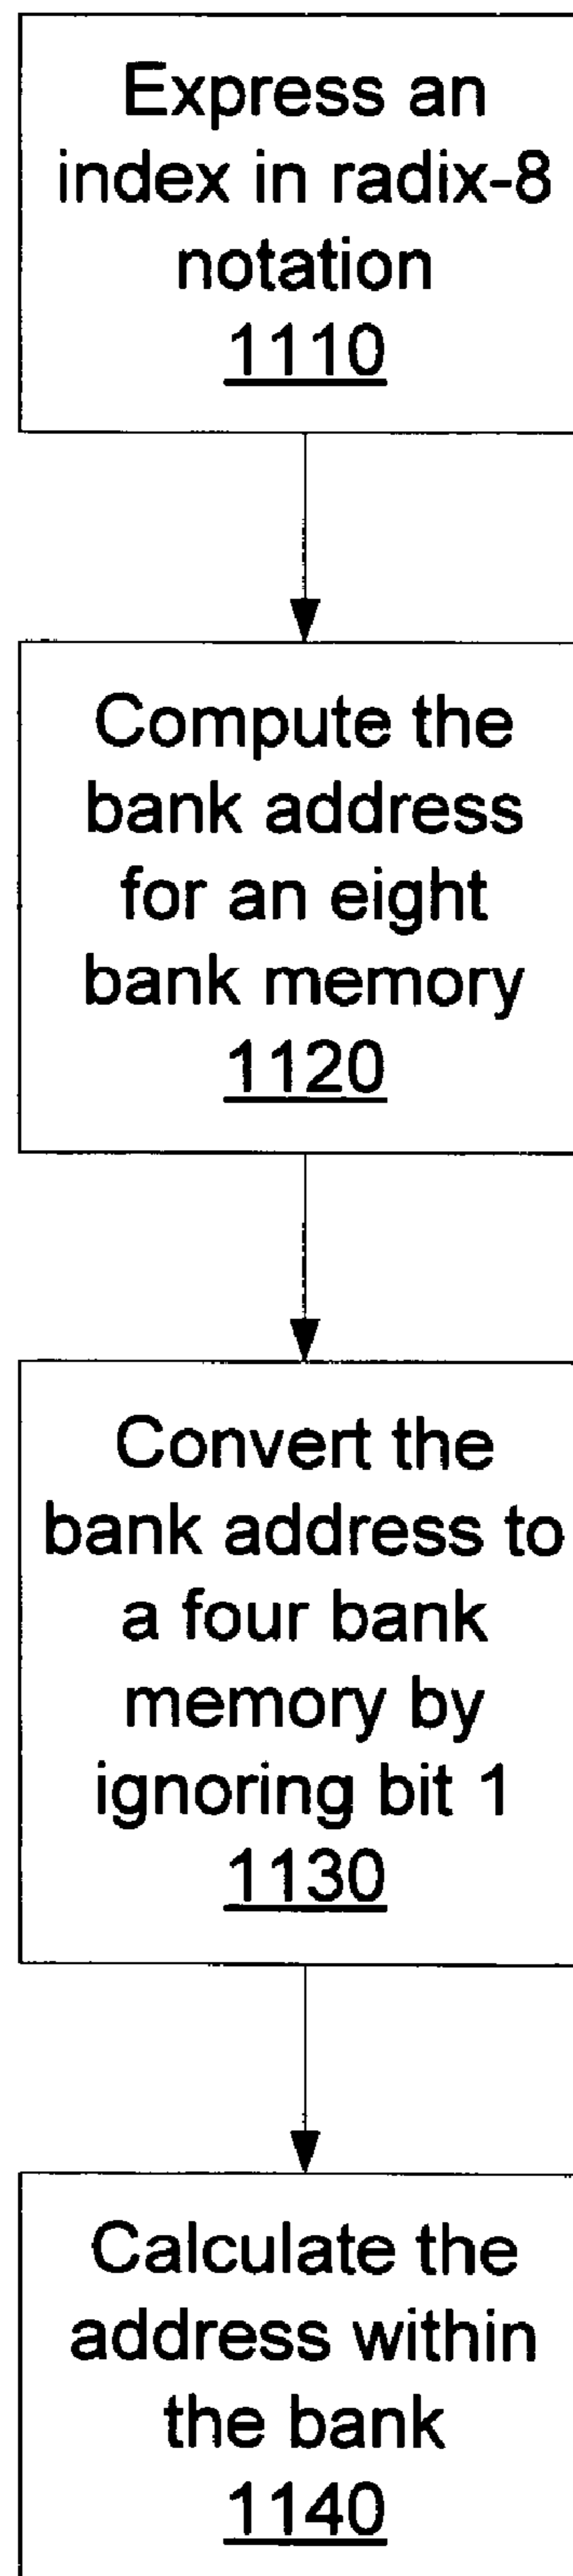 Express an
index in radix-8
notation
1110
Compute the
bank address
for an eight
bank memory
1120
Convert the
bank address to
a four bank
memory by
ignoring bit 1
1130
Calculate the
address within
the bank
1140